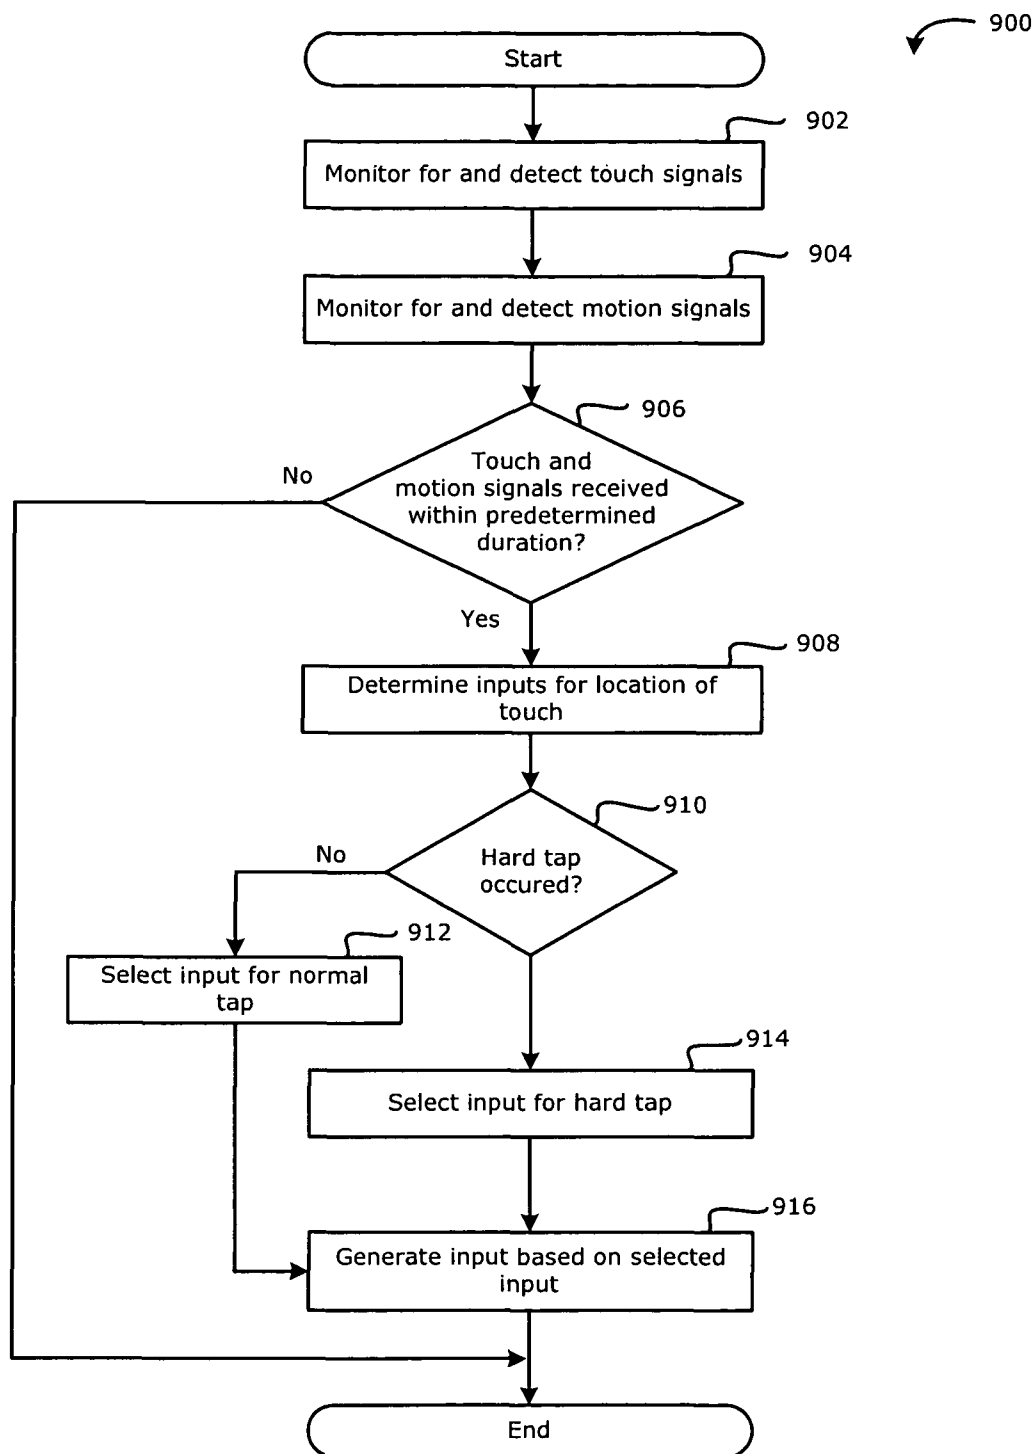 900
Start
902
Monitor for and detect touch signals
904
Monitor for and detect motion signals
906
Touch and
motion signals received
within predetermined
duration?
No
Yes
908
Determine inputs for location of
touch
910
Hard tap
occured?
No
912
Select input for normal
tap
914
Select input for hard tap
916
Generate input based on selected
input
End